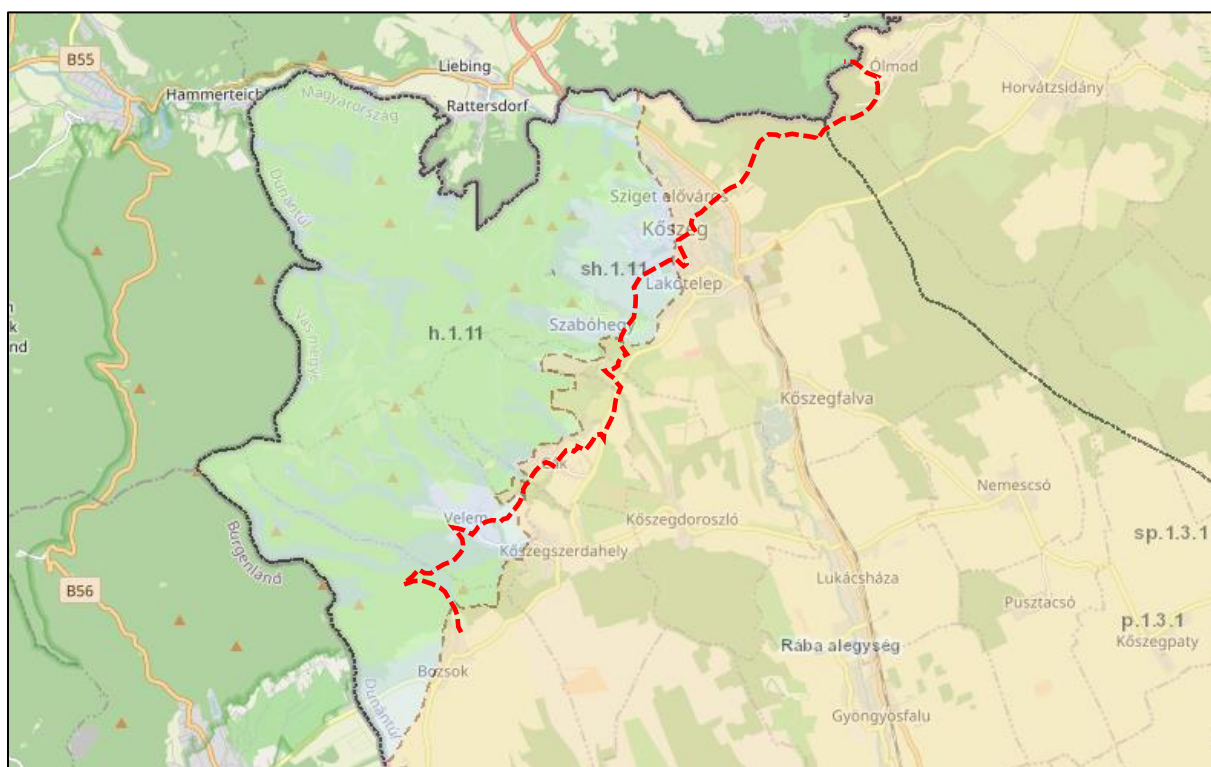 B55
Liebing
Ólmod
Hammerteich
Magyarország
Rattersdorf
Horvátzsidány
Dunántúl
Sziget előváros
Kőszeg
sh.1.11
Lakótelep
Vas megye
h.1.11
Szabóhegy
Kőszegfalva
Cák
Nemescsó
Velem
Kőszegdoroszló
Burgenland
Kőszegszerdahely
sp.1.3.1
B56
Lukácsháza
Pusztacsó
p.1.3.1
Rába alegység
Kőszegpaty
Bozsok
Dunántúl
Gyöngyösfalu